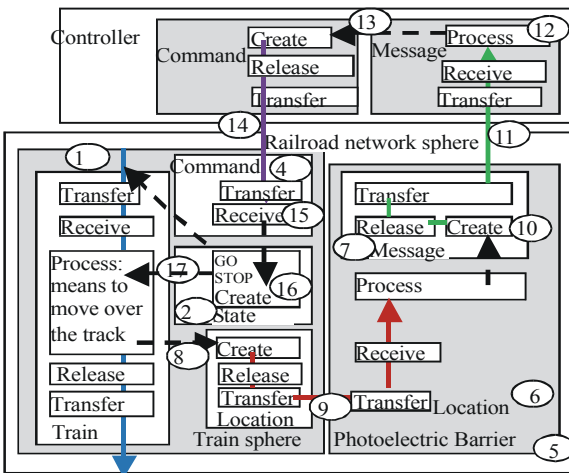 Controller
13
Command
Create
Release
Transfer
Message
Process
12
Receive
Transfer
14
11
Railroad network sphere
1
Transfer
Receive
Process:
means to
move over
the track
Release
Transfer
Train
Command
4
Transfer
Receive
15
17
GO
STOP
Create
16
2
State
8
Create
Release
Transfer
Location
9
Train sphere
Transfer
Release
Create
10
7
Message
Process
Receive
Transfer
Location
6
Photoelectric Barrier
5